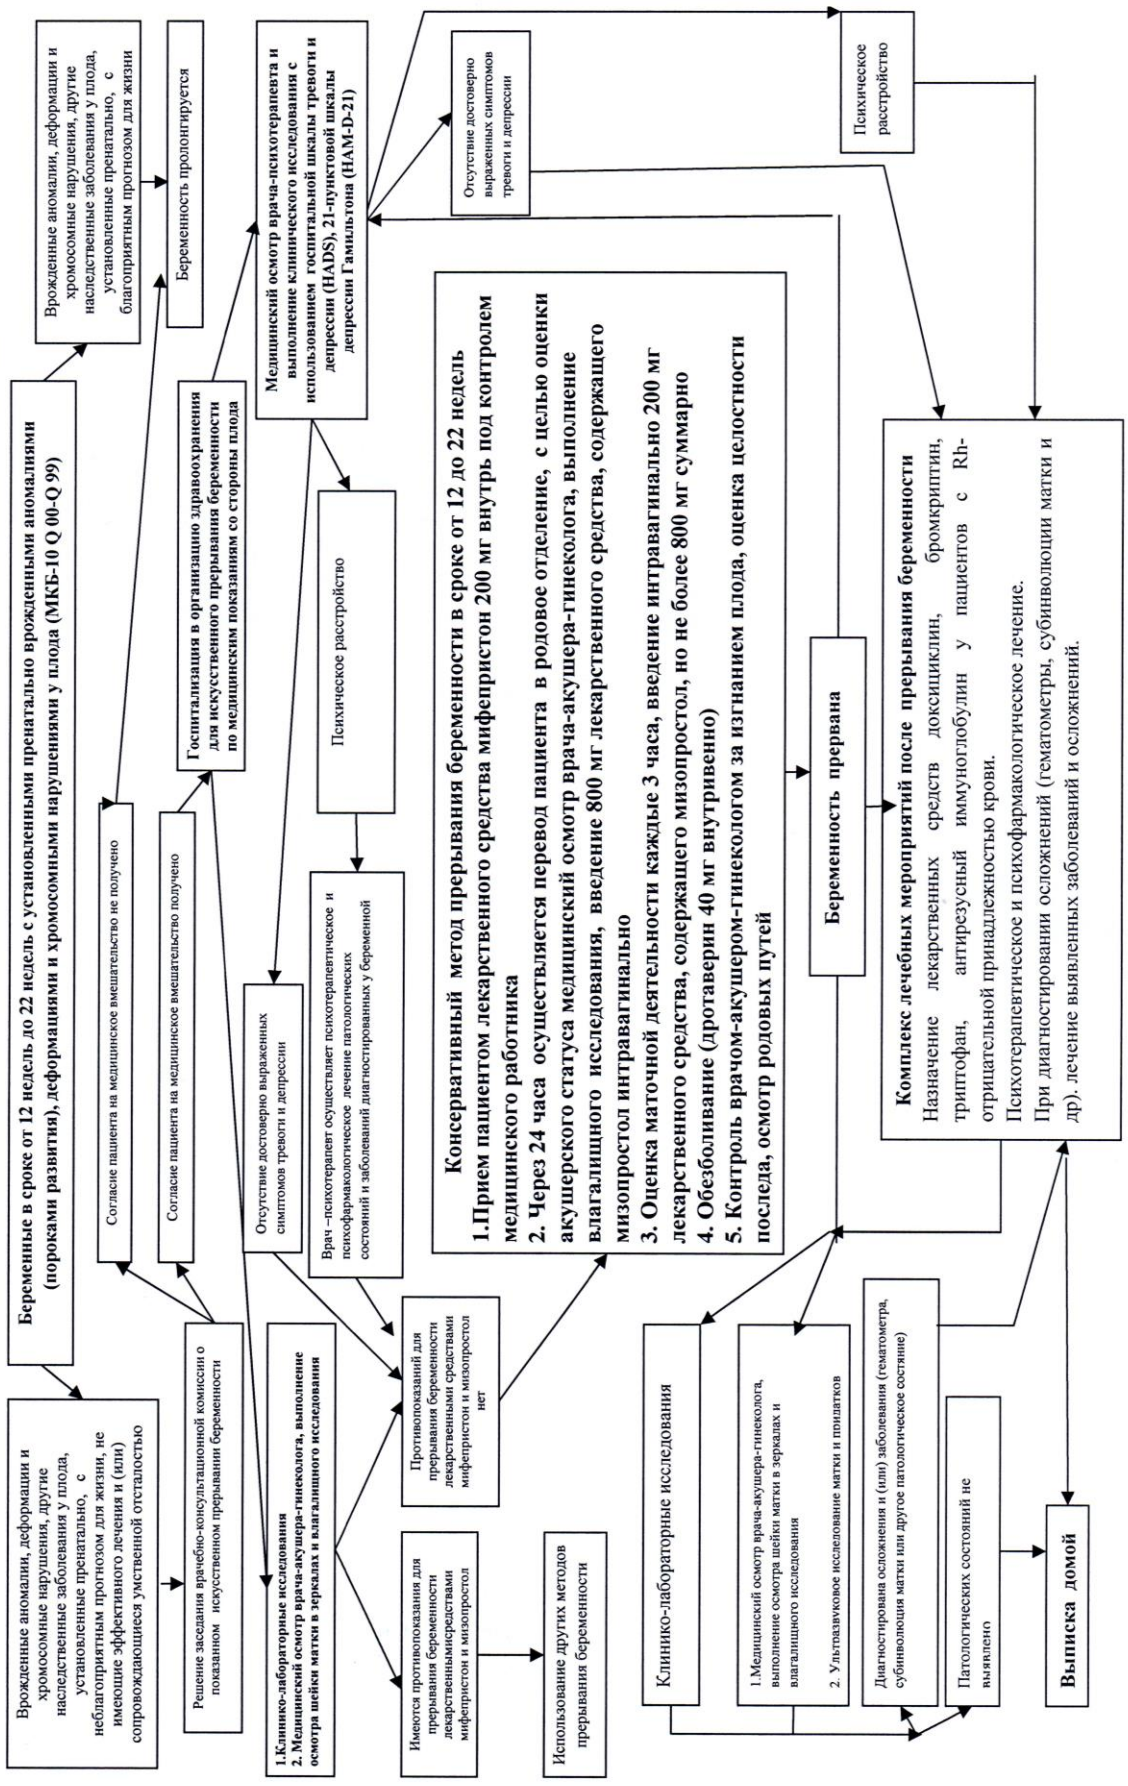 Беременные в сроке от 12 недель до 22 недель с установленными пренатально врожденными аномалиями
(пороками развития), деформациями и хромосомными нарушениями у плода (МКБ-10 Q 00-Q 99)
Врожденные аномалии, деформации и
хромосомные нарушения, другие
наследственные заболевания у плода,
установленные пренатально, с
неблагоприятным прогнозом для жизни, не
имеющие эффективного лечения и (или)
сопровождающиеся умственной отсталостью
Врожденные аномалии, деформации и
хромосомные нарушения, другие
наследственные заболевания у плода,
установленные пренатально, с
благоприятным прогнозом для жизни
Беременность пролонгируется
Решение заседания врачебно-консультационной комиссии о
показанном искусственном прерывании беременности
Согласие пациента на медицинское вмешательство не получено
Согласие пациента на медицинское вмешательство получено
Госпитализация в организацию здравоохранения
для искусственного прерывания беременности
по медицинским показаниям со стороны плода
Медицинский осмотр врача-психотерапевта и
выполнение клинического исследования с
использованием госпитальной шкалы тревоги и
депрессии (HADS), 21-пунктовой шкалы
депрессии Гамильтона (HAM-D-21)
1.Клинико-лабораторные исследования
2. Медицинский осмотр врача-акушера-гинеколога, выполнение
осмотра шейки матки в зеркалах и влагалищного исследования
Отсутствие достоверно выраженных
симптомов тревоги и депрессии
Психическое расстройство
Врач –психотерапевт осуществляет психотерапевтическое и
психофармакологическое лечение патологических
состояний и заболеваний диагностированных у беременной
Отсутствие достоверно
выраженных симптомов
тревоги и депрессии
Психическое
расстройство
Имеются противопоказания для
прерывания беременности
лекарственнымисредствами
мифепристон и мизопростол
Противопоказаний для
прерывания беременности
лекарственными средствами
мифепристон и мизопростол
нет
Использование других методов
прерывания беременности
Консервативный метод прерывания беременности в сроке от 12 до 22 недель
1.Прием пациентом лекарственного средства мифепристон 200 мг внутрь под контролем
медицинского работника
2. Через 24 часа осуществляется перевод пациента в родовое отделение, с целью оценки
акушерского статуса медицинский осмотр врача-акушера-гинеколога, выполнение
влагалищного исследования, введение 800 мг лекарственного средства, содержащего
мизопростол интравагинально
3. Оценка маточной деятельности каждые 3 часа, введение интравагинально 200 мг
лекарственного средства, содержащего мизопростол, но не более 800 мг суммарно
4. Обезболивание (дротаверин 40 мг внутривенно)
5. Контроль врачом-акушером-гинекологом за изгнанием плода, оценка целостности
последа, осмотр родовых путей
Беременность прервана
Клинико-лабораторные исследования
1.Медицинский осмотр врача-акушера-гинеколога,
выполнение осмотра шейки матки в зеркалах и
влагалищного исследования
2. Ультразвуковое исследование матки и придатков
Диагностирована осложнения и (или) заболевания (гематометра,
субинволюция матки или другое патологическое состяние)
Патологических состояний не
выявлено
Выписка домой
Комплекс лечебных мероприятий после прерывания беременности
Назначение лекарственных средств доксициклин, бромкриптин,
триптофан, антирезусный иммуноглобулин у пациентов с Rh-
отрицательной принадлежностью крови.
Психотерапевтическое и психофармакологическое лечение.
При диагностировании осложнений (гематометры, субинволюции матки и
др). лечение выявленных заболеваний и осложнений.